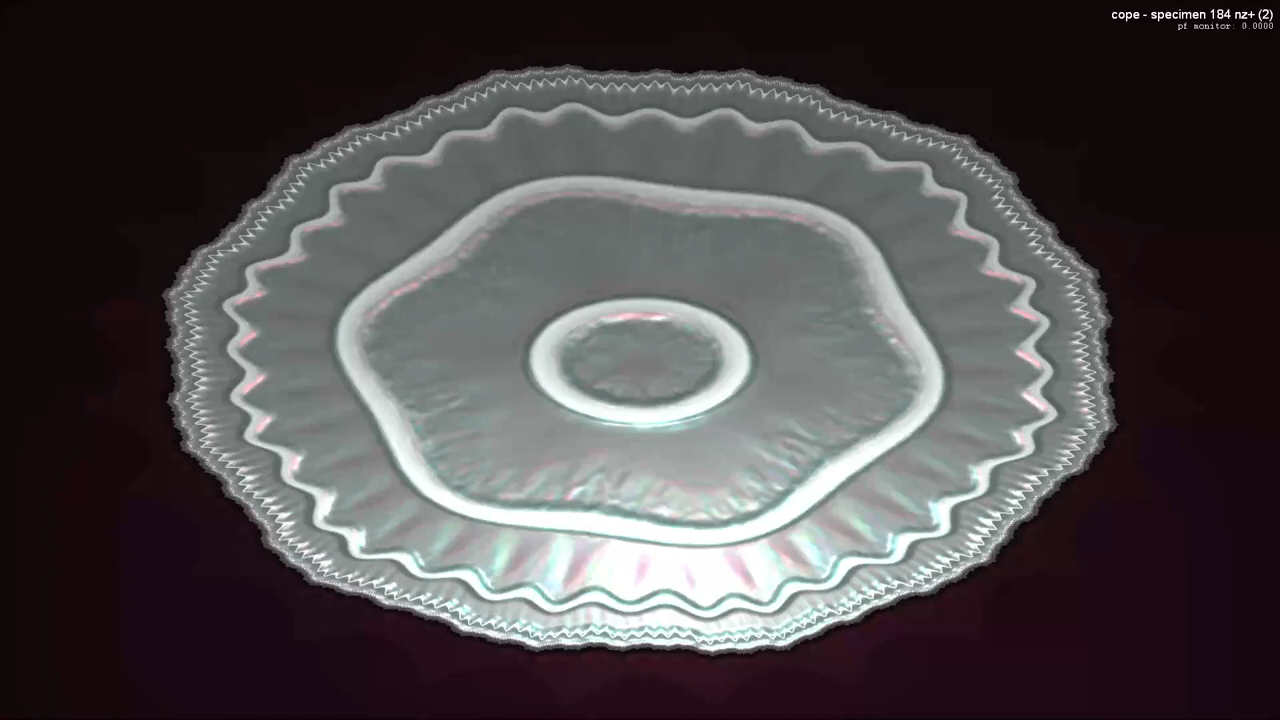 cope - specimen 184 nz+ (2)
pf monitor: 0.0000